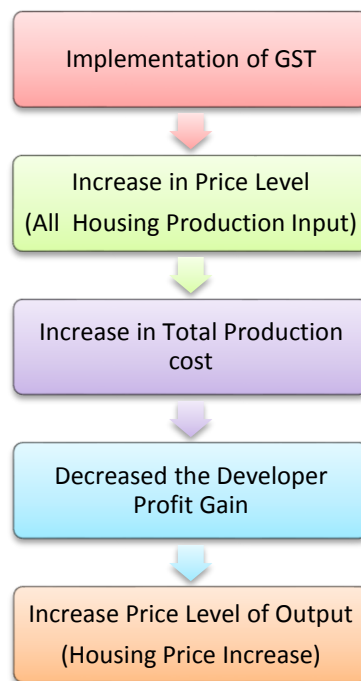 Implementation of GST
Increase in Price Level
(All Housing Production Input)
Increase in Total Production
cost
Decreased the Developer
Profit Gain
Increase Price Level of Output
(Housing Price Increase)